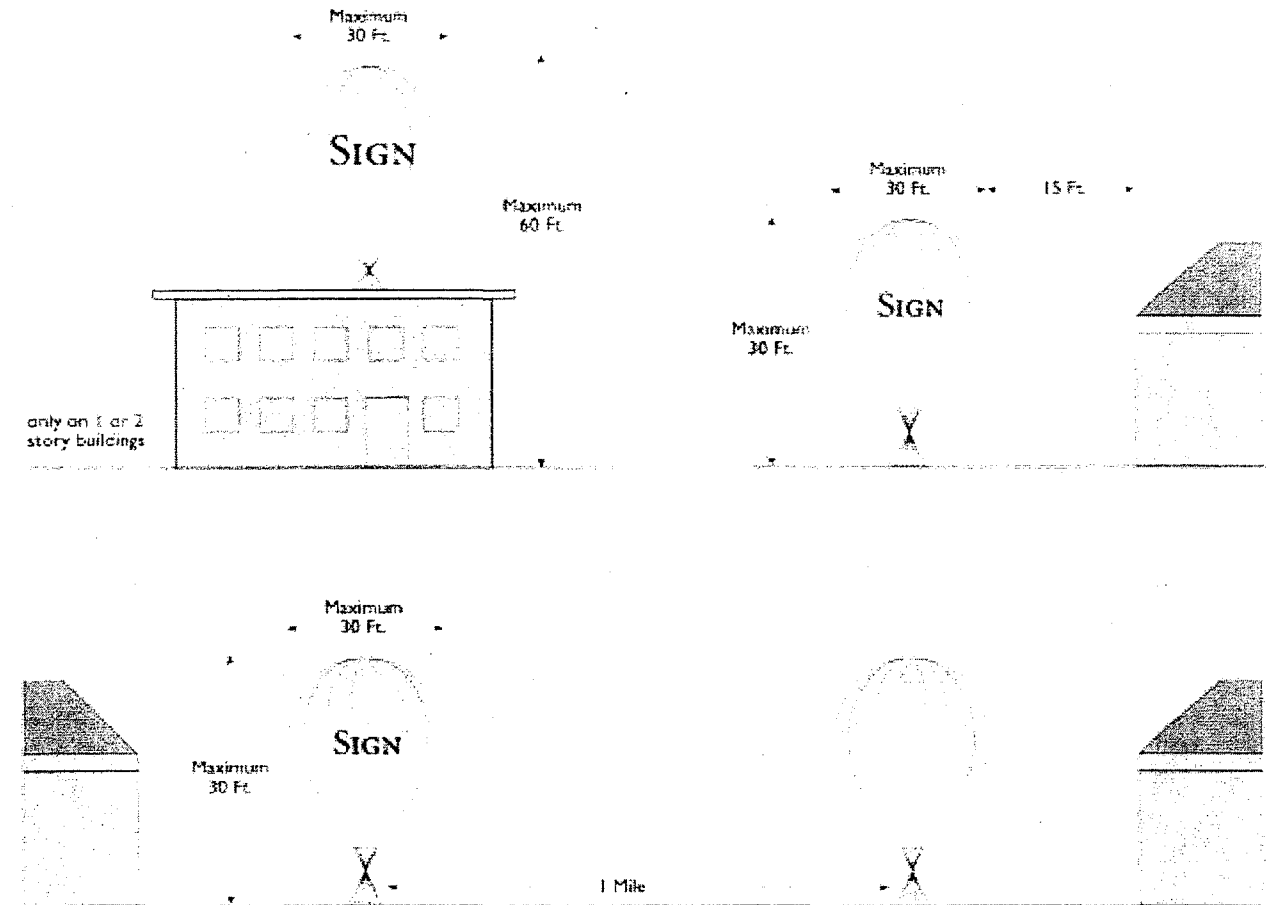 Maximum
30 Ft.
SIGN
Maximum
60 Ft.
only on 1 or 2
story buildings
Maximum
30 Ft.
15 Ft.
SIGN
Maximum
30 Ft.
Maximum
30 Ft.
SIGN
Maximum
30 Ft.
1 Mile